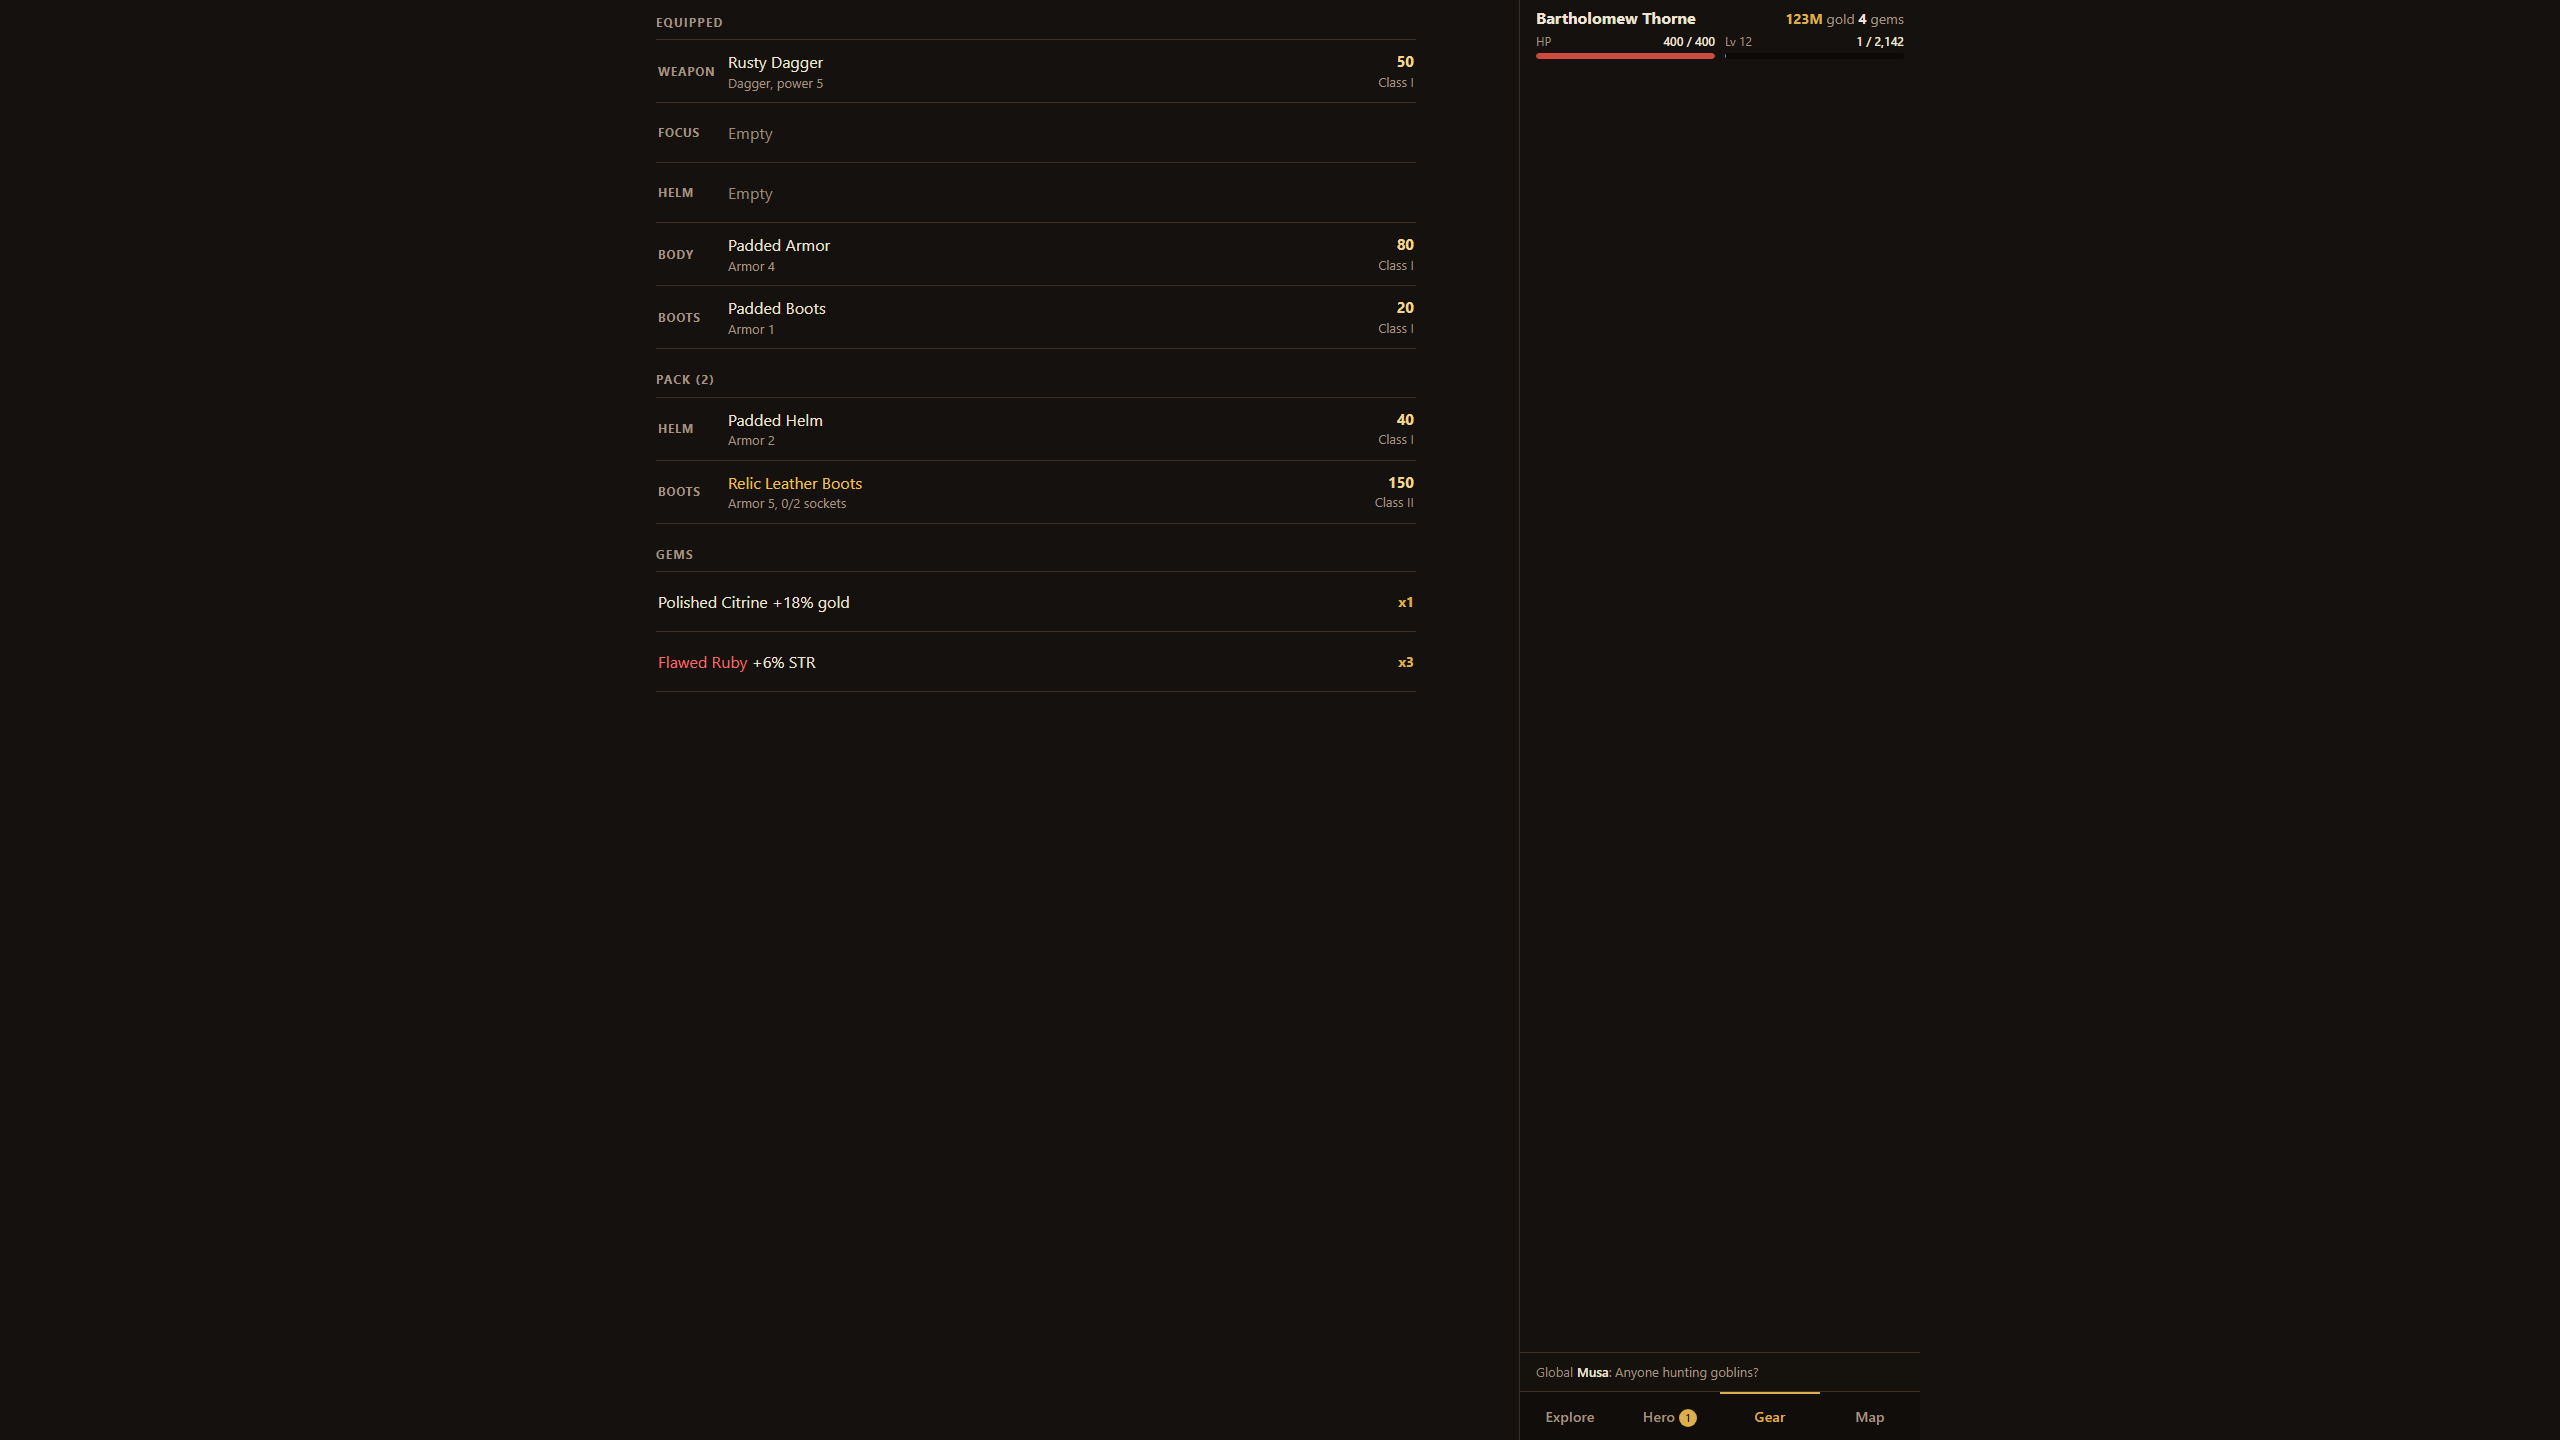 EQUIPPED
WEAPON Rusty Dagger 50
Dagger, power 5 Class I
FOCUS Empty
HELM Empty
BODY Padded Armor 80
Armor 4 Class I
BOOTS Padded Boots 20
Armor 1 Class I
PACK (2)
HELM Padded Helm 40
Armor 2 Class I
BOOTS Relic Leather Boots 150
Armor 5, 0/2 sockets Class II
GEMS
Polished Citrine +18% gold x1
Flawed Ruby +6% STR x3
Bartholomew Thorne 123M gold 4 gems
HP 400 / 400 Lv 12 1 / 2,142
Global Musa: Anyone hunting goblins?
Explore Hero 1 Gear Map